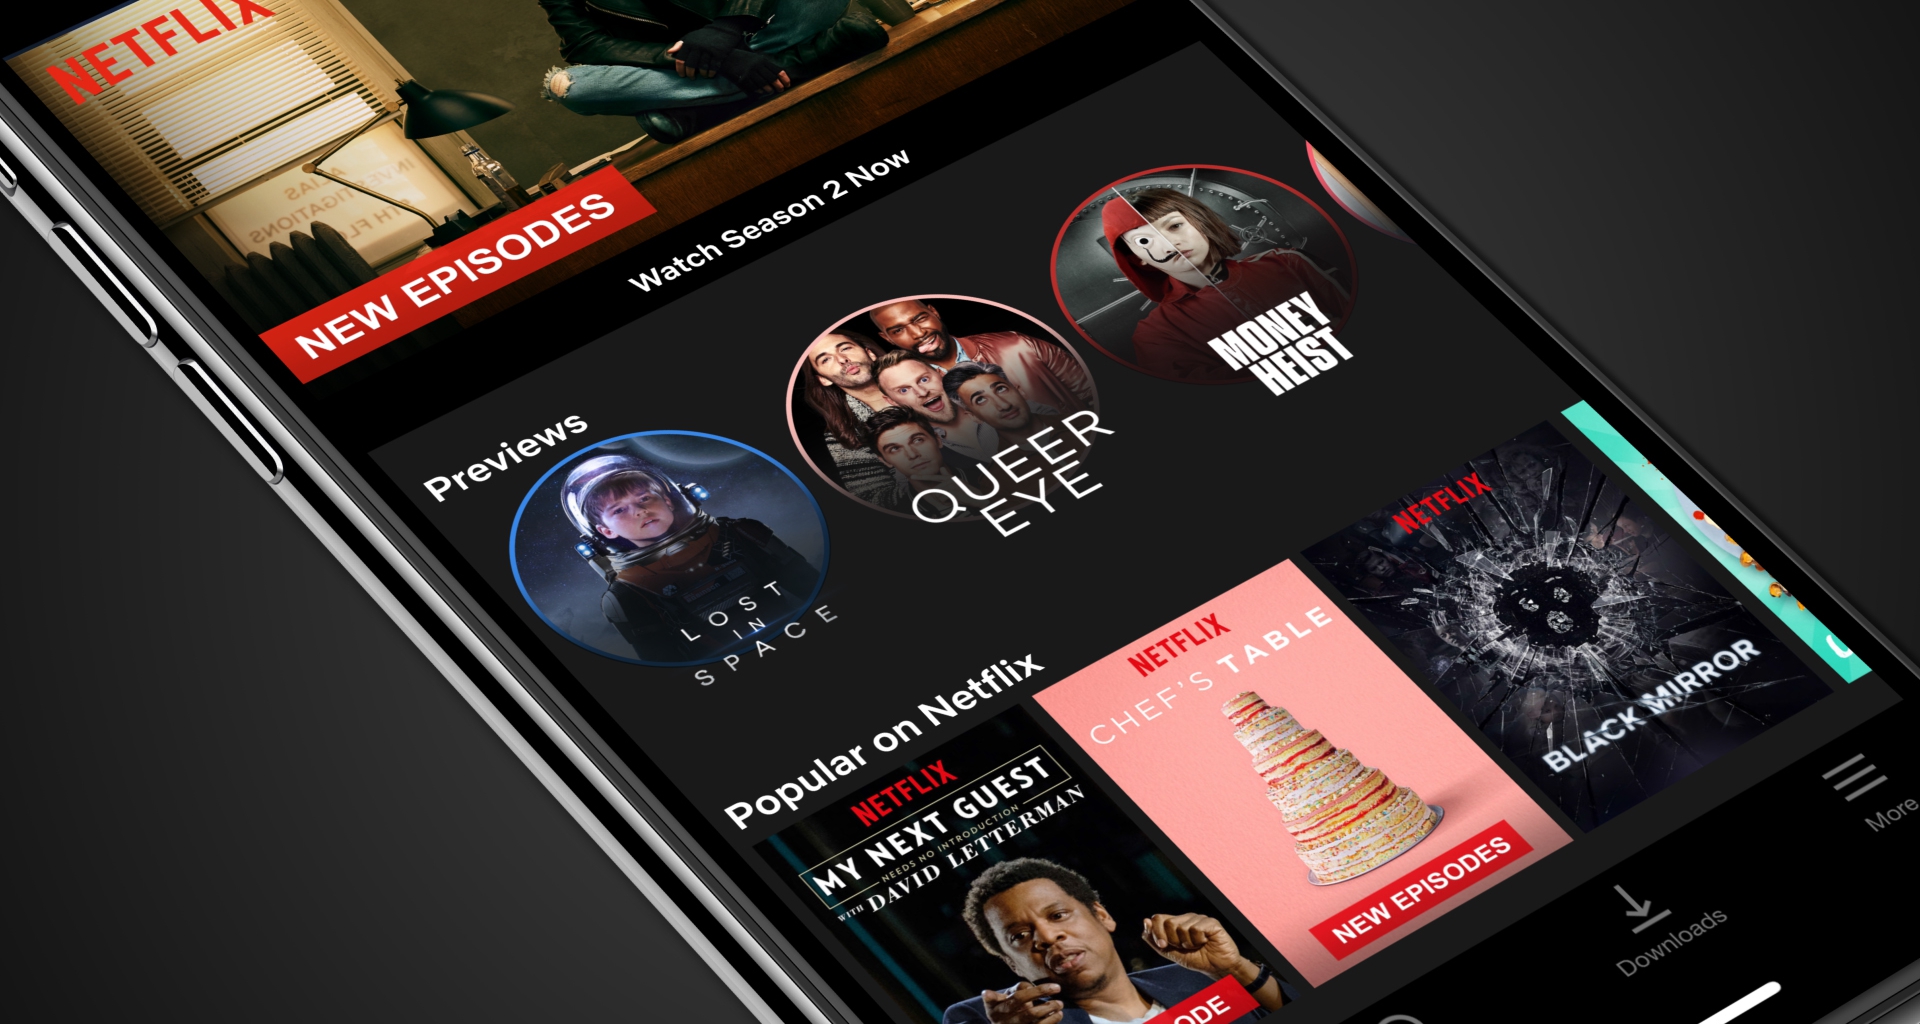 NETFLIX
ALIAS
INVESTIGATIONS
NEW EPISODES
Watch Season 2 Now
Previews
LOST
IN
SPACE
QUEER
EYE
MONEY
HEIST
Popular on Netflix
NETFLIX
MY NEXT GUEST
NEEDS NO INTRODUCTION
WITH DAVID LETTERMAN
NETFLIX
CHEF'S TABLE
NEW EPISODES
NETFLIX
BLACK MIRROR
Downloads
More